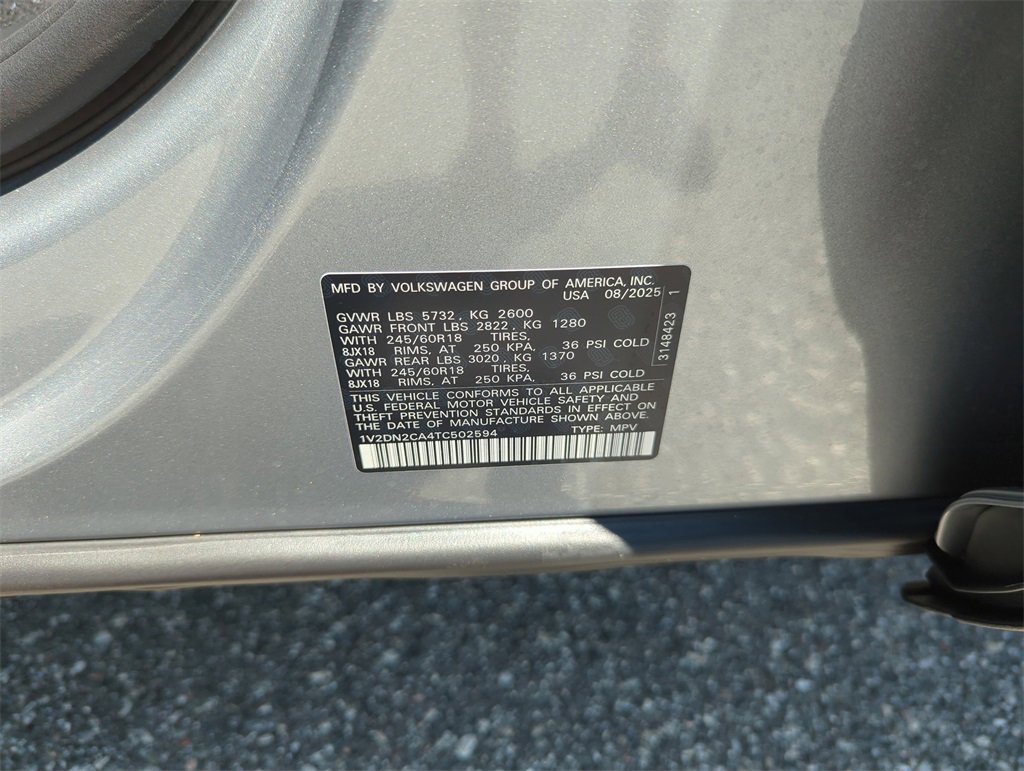 MFD BY VOLKSWAGEN GROUP OF AMERICA, INC.
USA 08/2025
GVWR LBS 5732, KG 2600
GAWR FRONT LBS 2822, KG 1280
WITH 245/60R18 TIRES,
8JX18 RIMS, AT 250 KPA, 36 PSI COLD
GAWR REAR LBS 3020, KG 1370
WITH 245/60R18 TIRES,
8JX18 RIMS, AT 250 KPA, 36 PSI COLD
THIS VEHICLE CONFORMS TO ALL APPLICABLE
U.S. FEDERAL MOTOR VEHICLE SAFETY AND
THEFT PREVENTION STANDARDS IN EFFECT ON
THE DATE OF MANUFACTURE SHOWN ABOVE.
1V2DN2CA4TC502594 TYPE: MPV
3148423 1